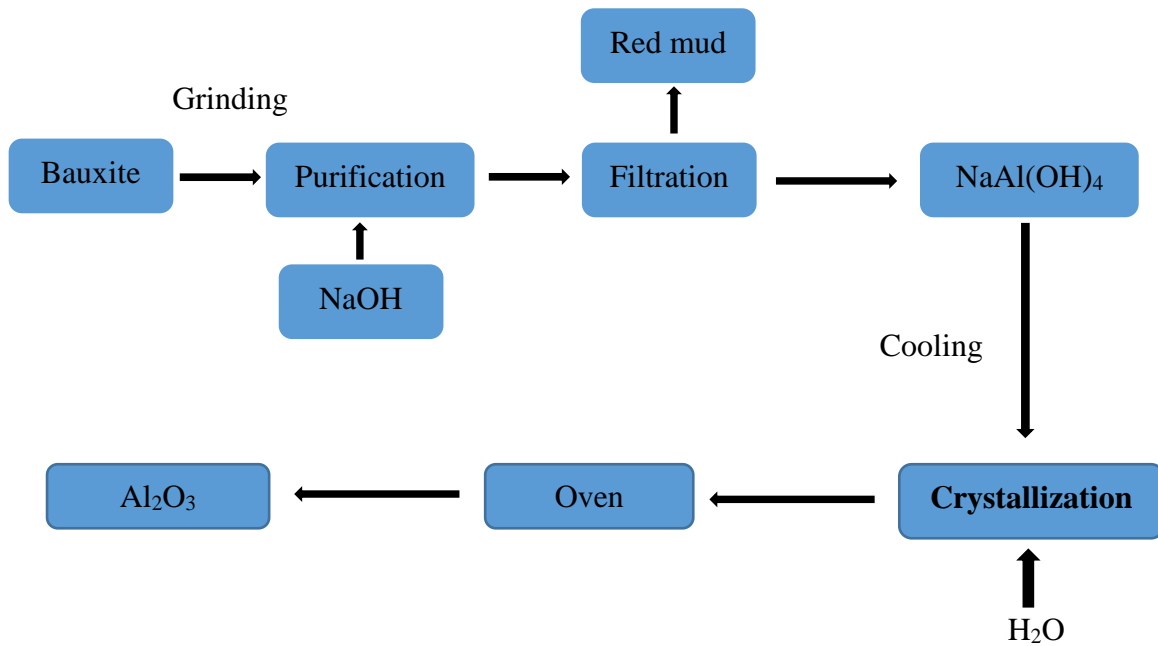 Red mud
Grinding
Bauxite
Purification
Filtration
NaAl(OH)₄
NaOH
Cooling
Al₂O₃
Oven
Crystallization
H₂O